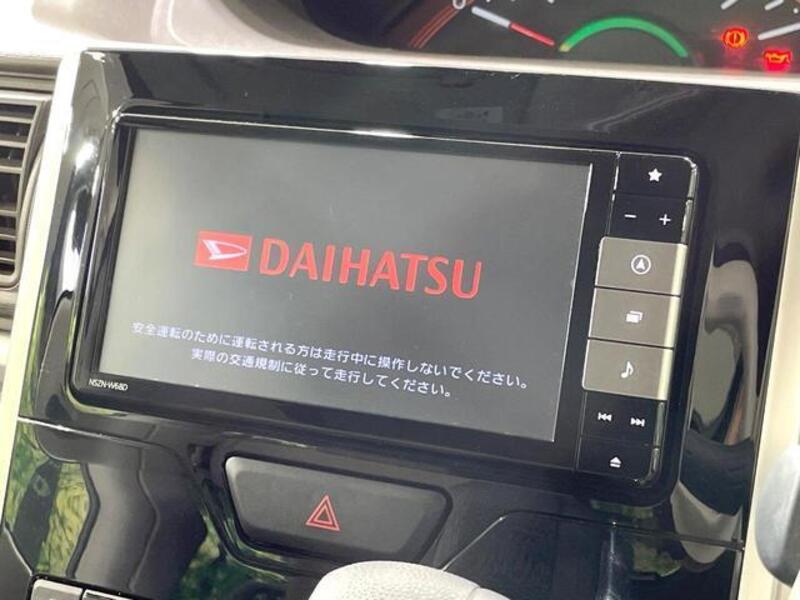 DAIHATSU
安全運転のために運転される方は走行中に操作しないでください。
実際の交通規制に従って走行してください。
NSZN-W68D